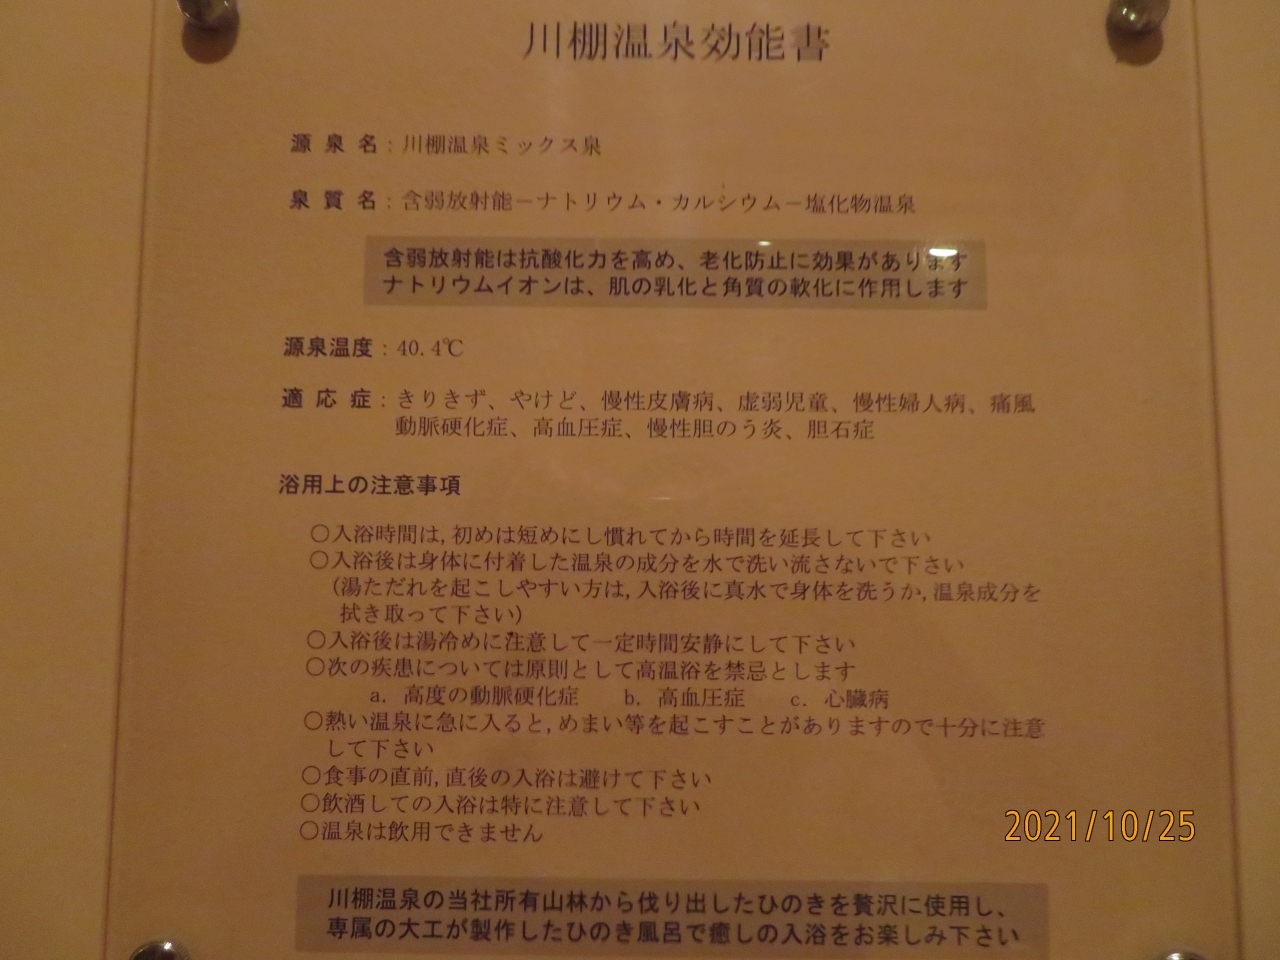 川棚温泉効能書
源泉名：川棚温泉ミックス泉
泉質名：含弱放射能－ナトリウム・カルシウム－塩化物温泉
含弱放射能は抗酸化力を高め、老化防止に効果があります
ナトリウムイオンは、肌の乳化と角質の軟化に作用します
源泉温度：40.4℃
適応症：きりきず、やけど、慢性皮膚病、虚弱児童、慢性婦人病、痛風
動脈硬化症、高血圧症、慢性胆のう炎、胆石症
浴用上の注意事項
○入浴時間は,初めは短めにし慣れてから時間を延長して下さい
○入浴後は身体に付着した温泉の成分を水で洗い流さないで下さい
(湯ただれを起こしやすい方は,入浴後に真水で身体を洗うか,温泉成分を
拭き取って下さい)
○入浴後は湯冷めに注意して一定時間安静にして下さい
○次の疾患については原則として高温浴を禁忌とします
a. 高度の動脈硬化症 b. 高血圧症 c. 心臓病
○熱い温泉に急に入ると,めまい等を起こすことがありますので十分に注意
して下さい
○食事の直前,直後の入浴は避けて下さい
○飲酒しての入浴は特に注意して下さい
○温泉は飲用できません
2021/10/25
川棚温泉の当社所有山林から伐り出したひのきを贅沢に使用し、
専属の大工が製作したひのき風呂で癒しの入浴をお楽しみ下さい